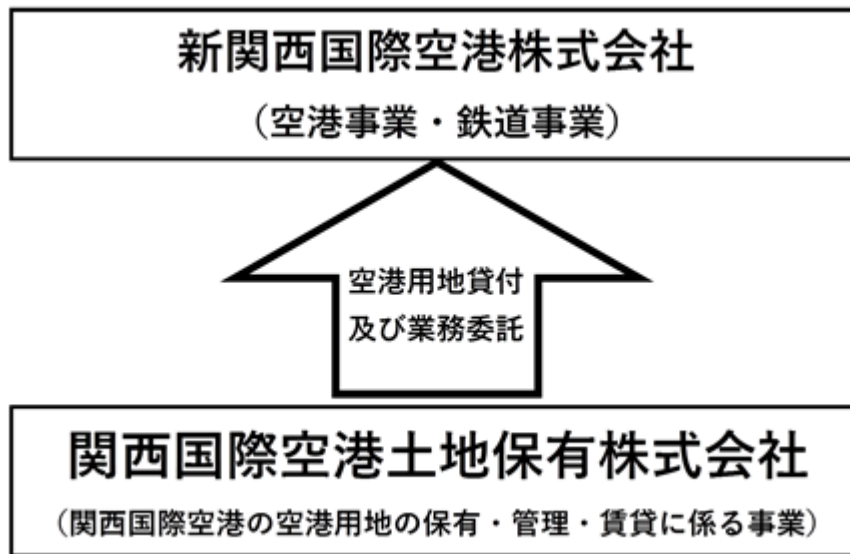 新関西国際空港株式会社
（空港事業・鉄道事業）
空港用地貸付
及び業務委託
関西国際空港土地保有株式会社
（関西国際空港の空港用地の保有・管理・賃貸に係る事業）